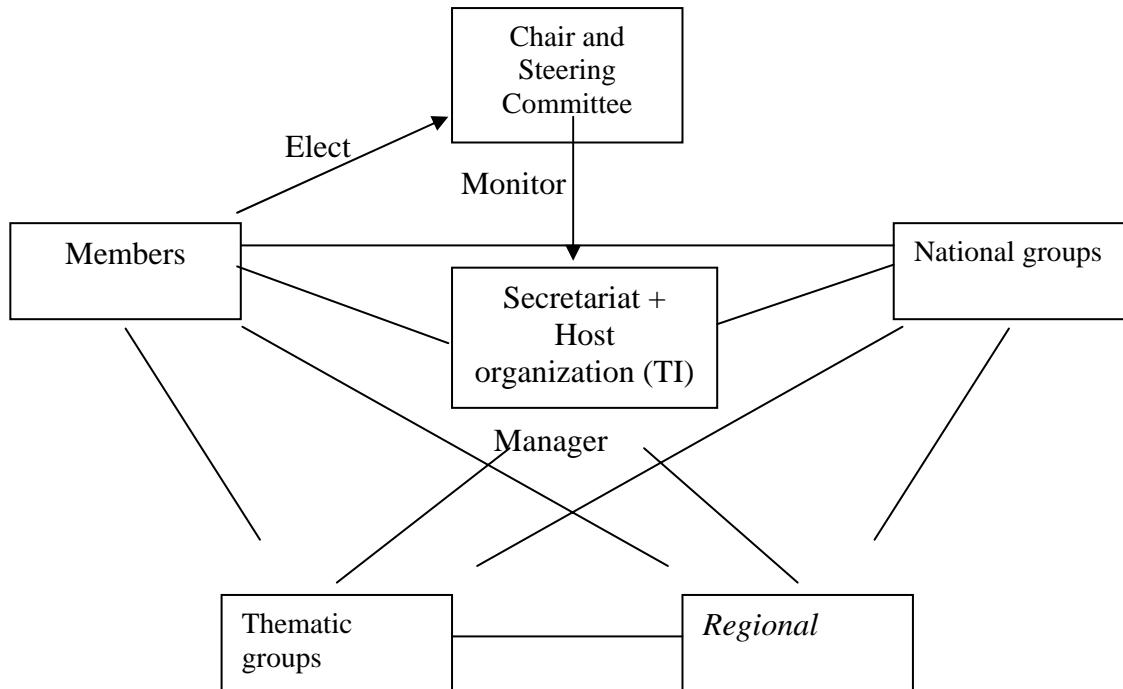 Chair and
Steering
Committee
Elect
Monitor
Members
National groups
Secretariat +
Host
organization (TI)
Manager
Thematic
groups
Regional